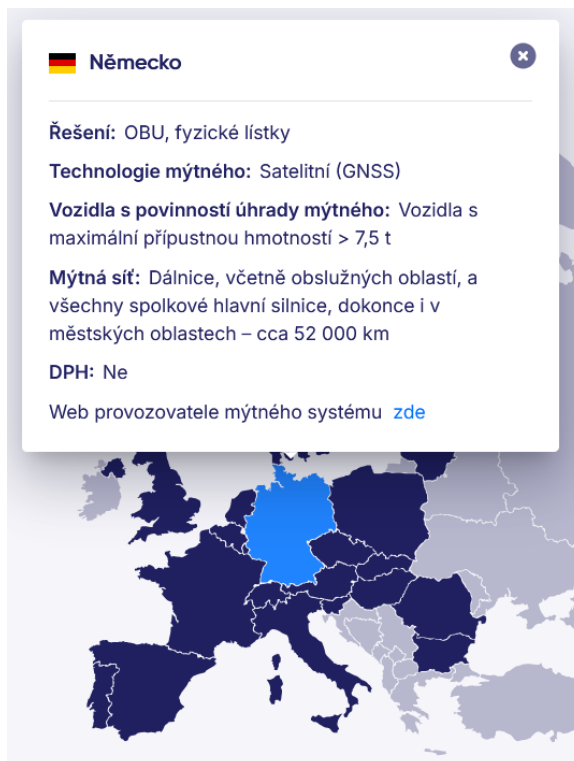 Německo
Řešení: OBU, fyzické lístky
Technologie mýtného: Satelitní (GNSS)
Vozidla s povinností úhrady mýtného: Vozidla s
maximální přípustnou hmotností > 7,5 t
Mýtná síť: Dálnice, včetně obslužných oblastí, a
všechny spolkové hlavní silnice, dokonce i v
městských oblastech – cca 52 000 km
DPH: Ne
Web provozovatele mýtného systému zde